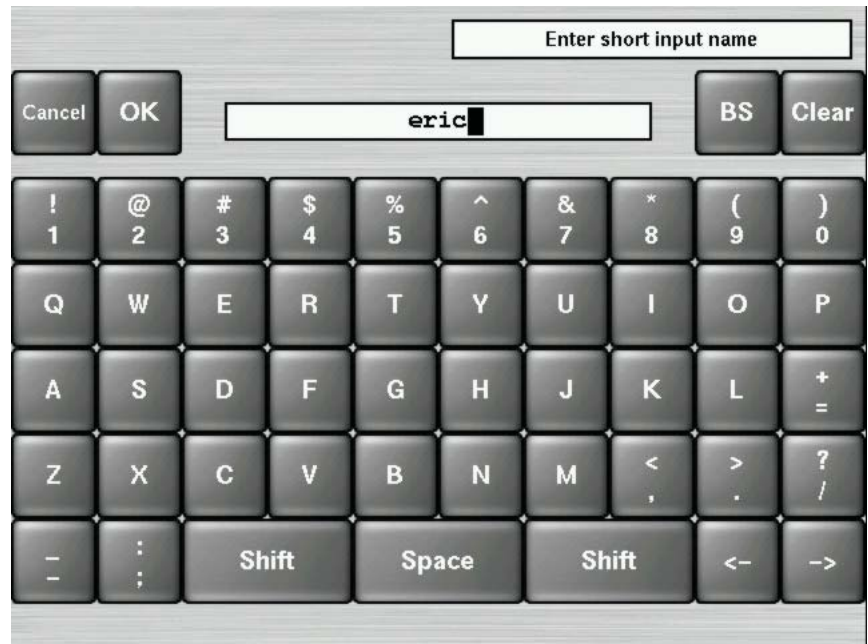 Enter short input name
Cancel OK eric BS Clear
! @ # $ % ^ & * ( )
1 2 3 4 5 6 7 8 9 0
Q W E R T Y U I O P
A S D F G H J K L + =
Z X C V B N M < , > . ? /
_ - : ; Shift Space Shift <- ->